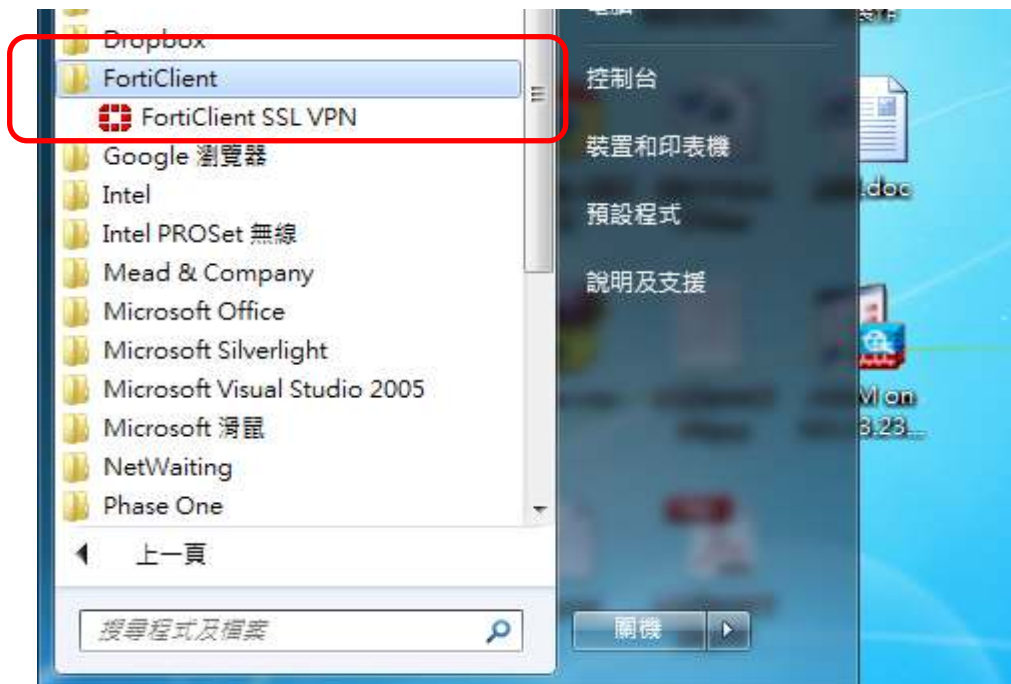 Dropbox
FortiClient
FortiClient SSL VPN
Google 瀏覽器
Intel
Intel PROSet 無線
Mead & Company
Microsoft Office
Microsoft Silverlight
Microsoft Visual Studio 2005
Microsoft 滑鼠
NetWaiting
Phase One
上一頁
搜尋程式及檔案
控制台
裝置和印表機
預設程式
說明及支援
關機
.doc
on
3.23...